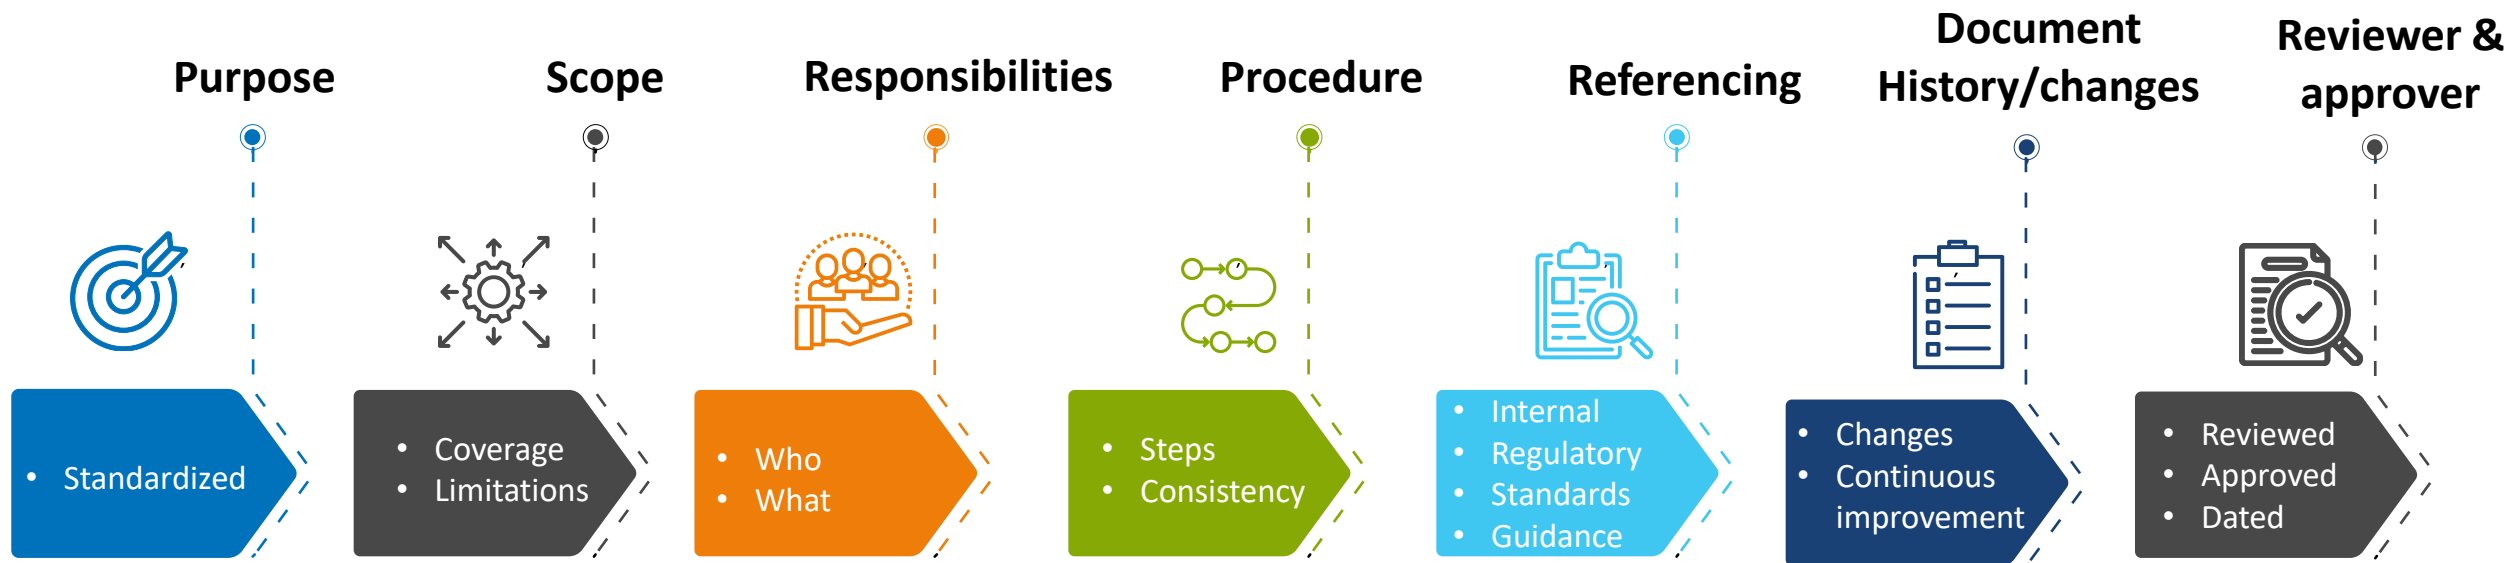 Purpose
• Standardized
Scope
• Coverage
• Limitations
Responsibilities
• Who
• What
Procedure
• Steps
• Consistency
Referencing
• Internal
• Regulatory
• Standards
• Guidance
Document
History/changes
• Changes
• Continuous
improvement
Reviewer &
approver
• Reviewed
• Approved
• Dated